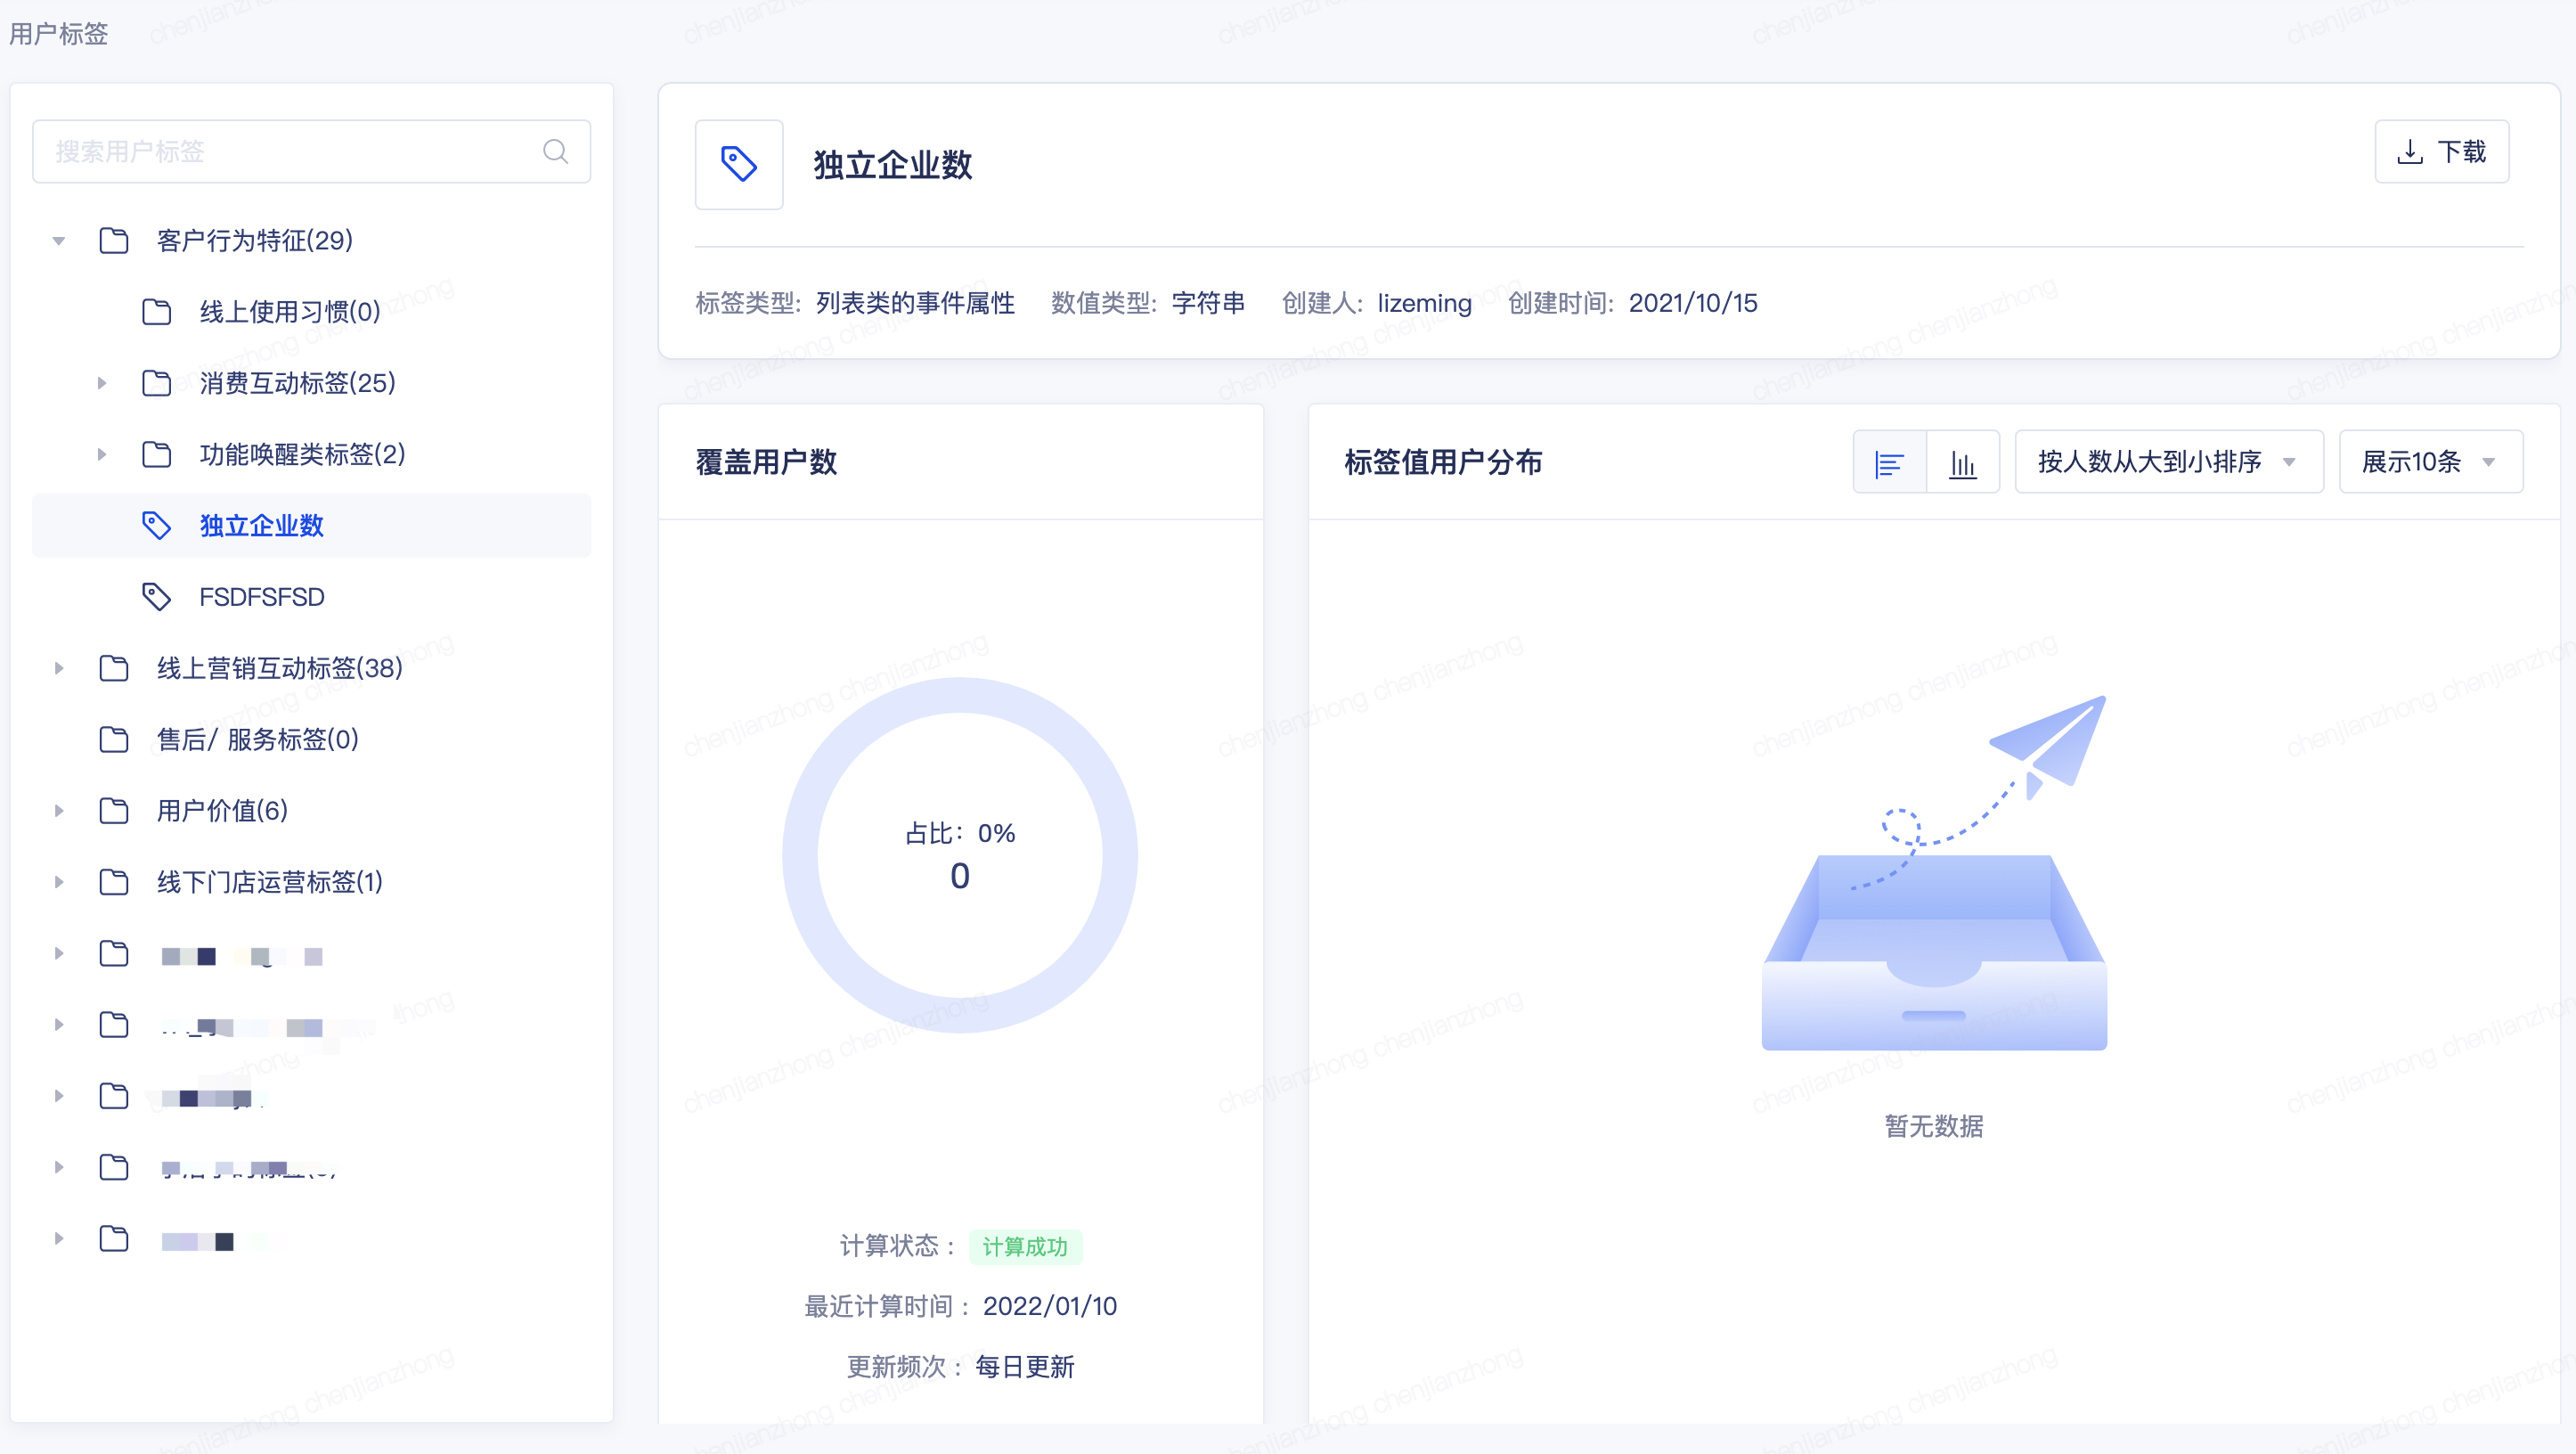 用户标签
搜索用户标签
客户行为特征(29)
线上使用习惯(0)
消费互动标签(25)
功能唤醒类标签(2)
独立企业数
FSDFSFSD
线上营销互动标签(38)
售后/ 服务标签(0)
用户价值(6)
线下门店运营标签(1)
独立企业数
下载
标签类型: 列表类的事件属性 数值类型: 字符串 创建人: lizeming 创建时间: 2021/10/15
覆盖用户数
占比: 0%
0
计算状态: 计算成功
最近计算时间: 2022/01/10
更新频次: 每日更新
标签值用户分布
按人数从大到小排序
展示10条
暂无数据
chenjianzhong chenjianzhong